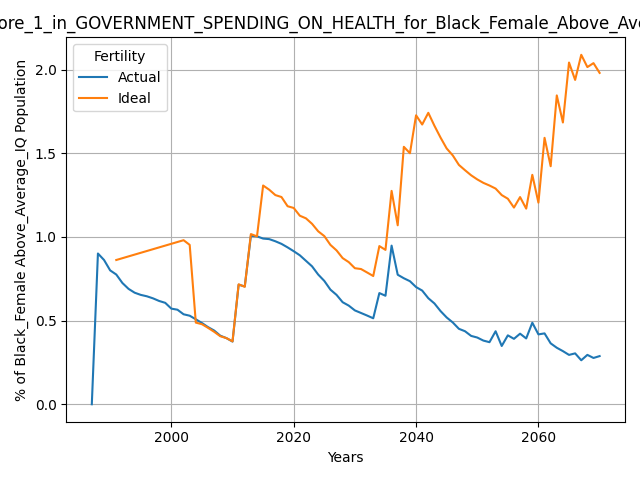 ore_1_in_GOVERNMENT_SPENDING_ON_HEALTH_for_Black_Female_Above_Ave
Fertility
Actual
Ideal
% of Black_Female Above_Average_IQ Population
2.0
1.5
1.0
0.5
0.0
2000 2020 2040 2060
Years